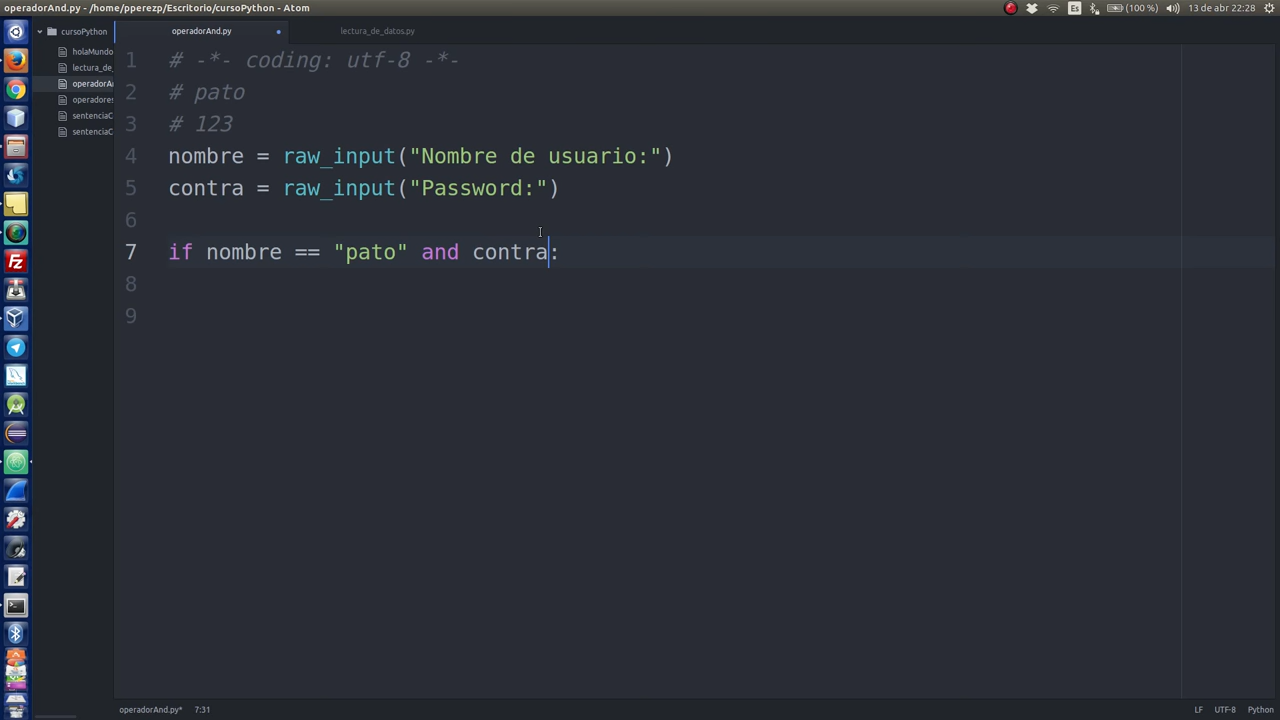 operadorAnd.py - /home/pperezp/Escritorio/cursoPython - Atom
Es
(100 %)
13 de abr 22:28
cursoPython
operadorAnd.py
lectura_de_datos.py
holaMundo
lectura_de_
operadorAn
operadores
sentenciaC
sentenciaC
1 # -*- coding: utf-8 -*-
2 # pato
3 # 123
4 nombre = raw_input("Nombre de usuario:")
5 contra = raw_input("Password:")
6
7 if nombre == "pato" and contra:
8
9
operadorAnd.py* 7:31
LF UTF-8 Python